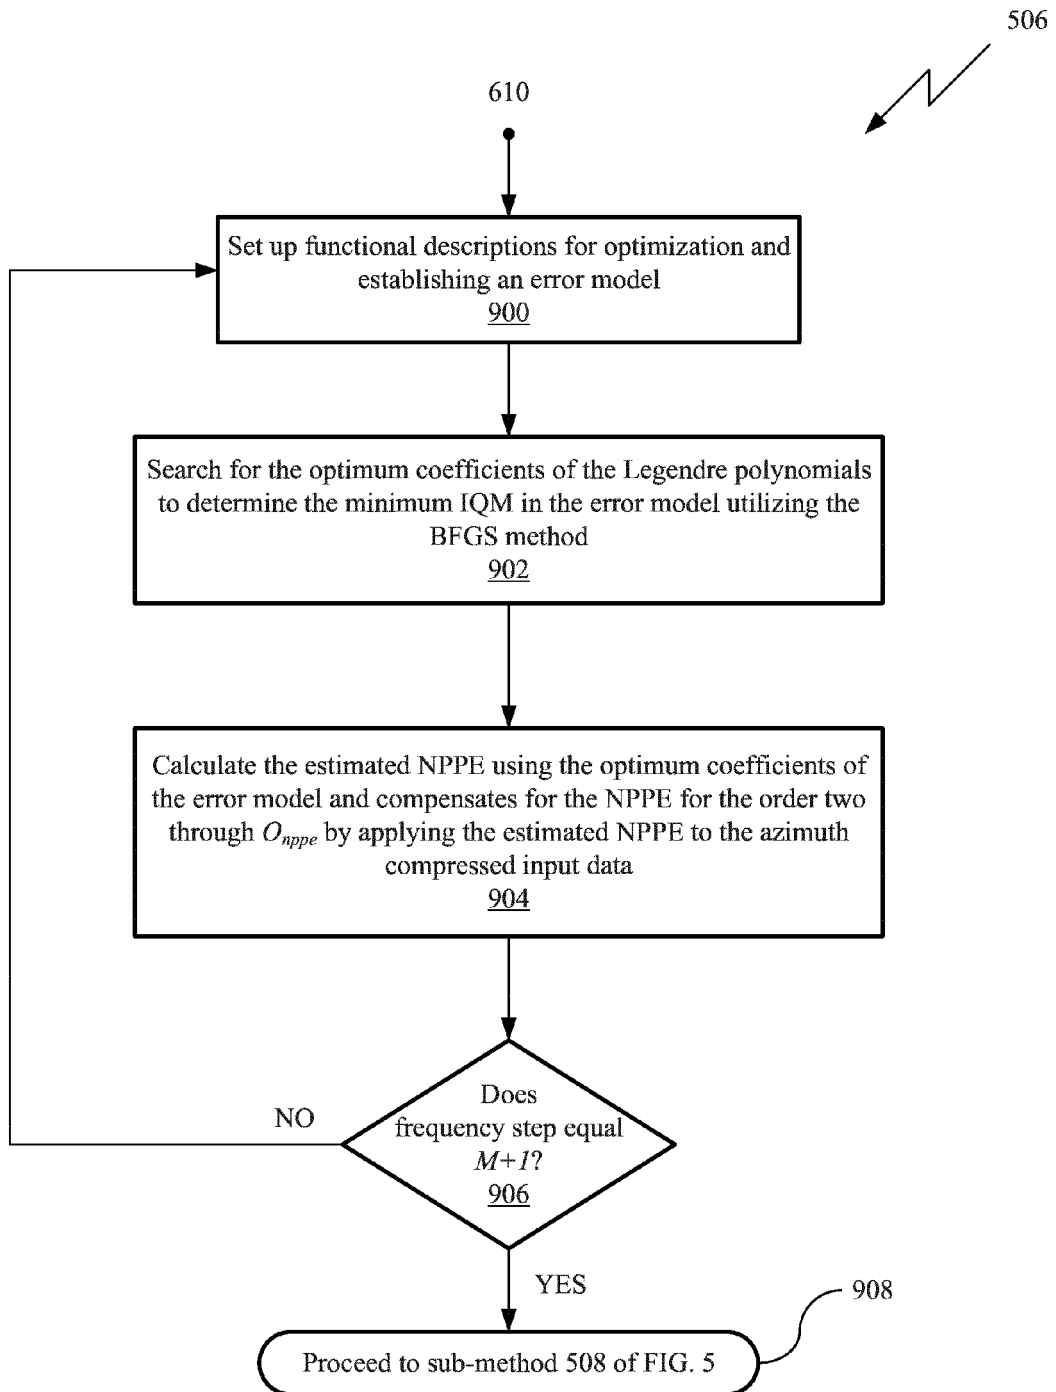 506
610
Set up functional descriptions for optimization and
establishing an error model
900
Search for the optimum coefficients of the Legendre polynomials
to determine the minimum IQM in the error model utilizing the
BFGS method
902
Calculate the estimated NPPE using the optimum coefficients of
the error model and compensates for the NPPE for the order two
through Onppe by applying the estimated NPPE to the azimuth
compressed input data
904
Does
frequency step equal
M+1?
906
NO
YES
908
Proceed to sub-method 508 of FIG. 5